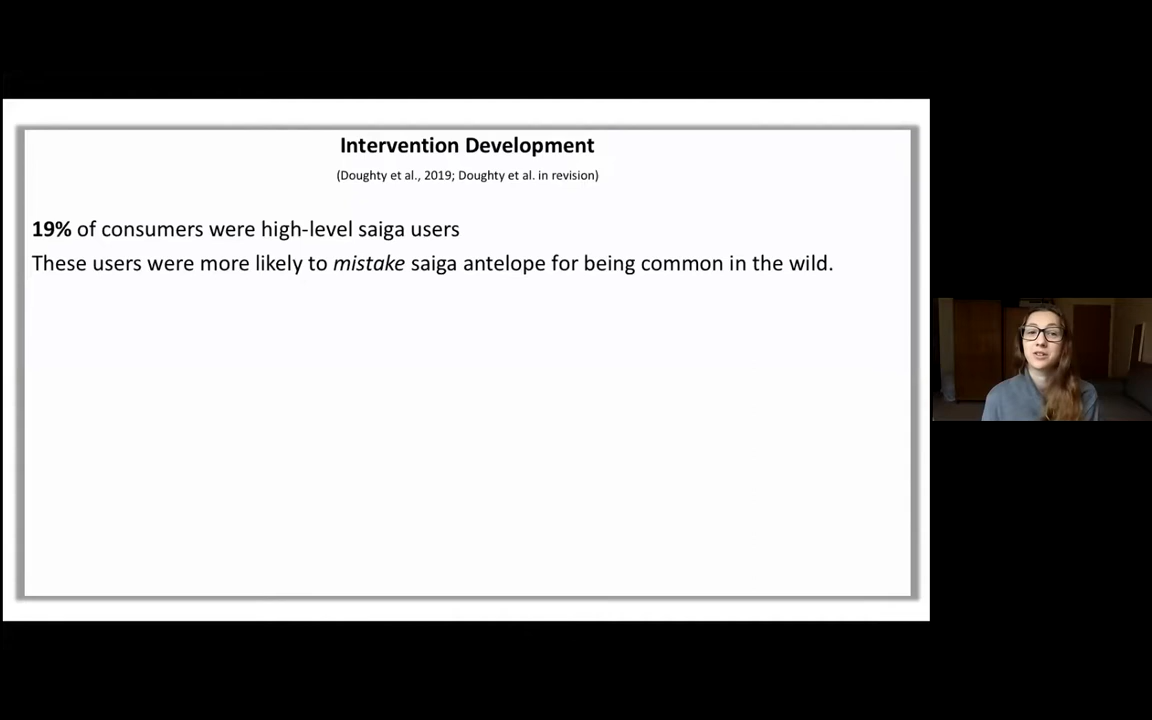 Intervention Development
(Doughty et al., 2019; Doughty et al. in revision)
19% of consumers were high-level saiga users
These users were more likely to mistake saiga antelope for being common in the wild.